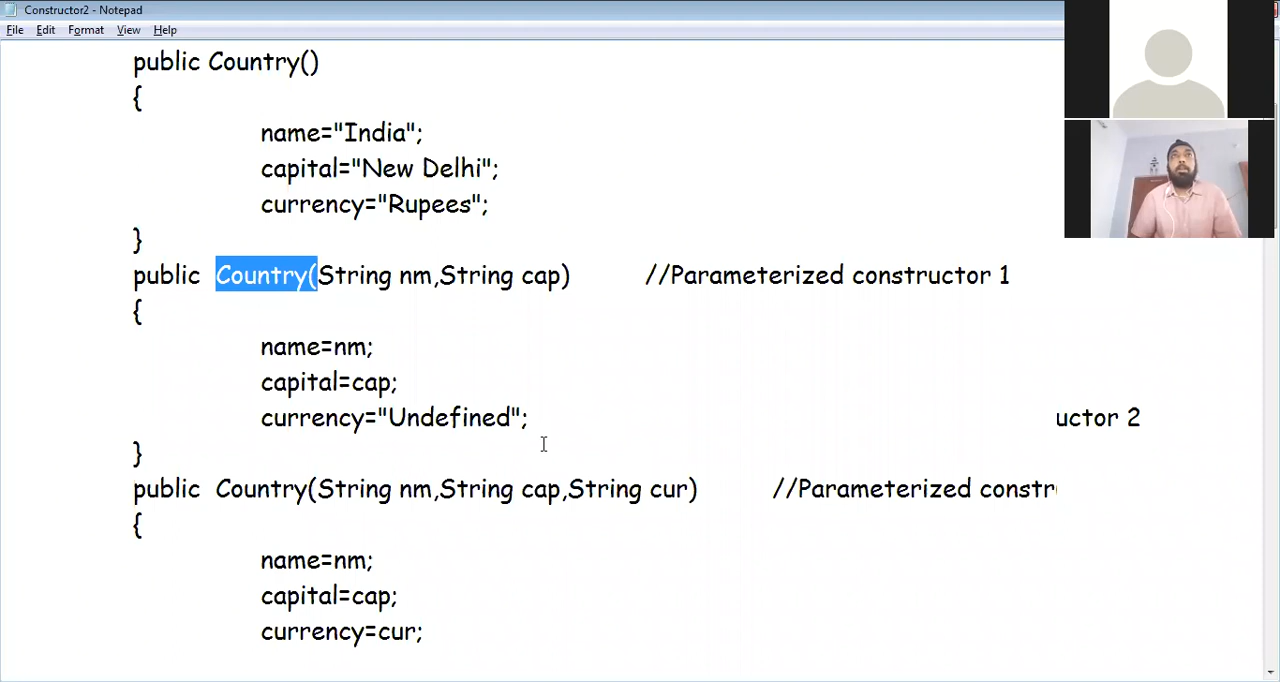 Constructor2 - Notepad
File Edit Format View Help
public Country()
{
name="India";
capital="New Delhi";
currency="Rupees";
}
public Country(String nm,String cap) //Parameterized constructor 1
{
name=nm;
capital=cap;
currency="Undefined"; uctor 2
}
public Country(String nm,String cap,String cur) //Parameterized constr
{
name=nm;
capital=cap;
currency=cur;